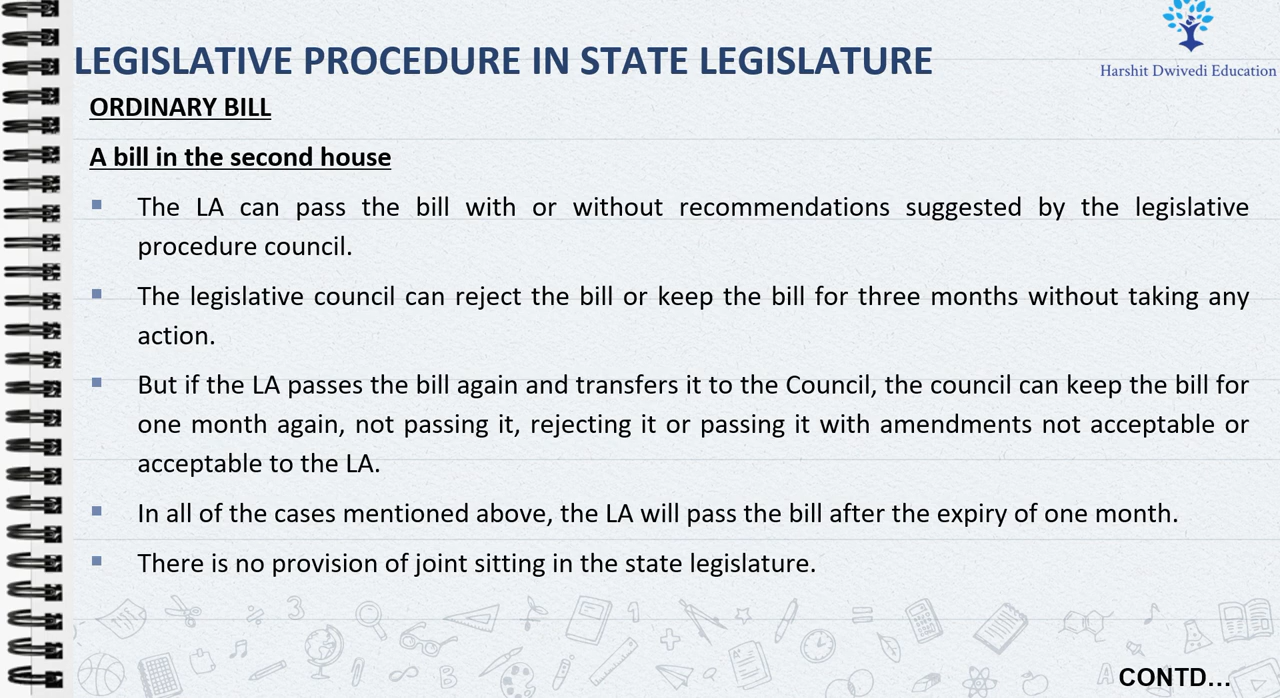 Harshit Dwivedi Education
LEGISLATIVE PROCEDURE IN STATE LEGISLATURE
ORDINARY BILL
A bill in the second house
▪ The LA can pass the bill with or without recommendations suggested by the legislative
procedure council.
▪ The legislative council can reject the bill or keep the bill for three months without taking any
action.
▪ But if the LA passes the bill again and transfers it to the Council, the council can keep the bill for
one month again, not passing it, rejecting it or passing it with amendments not acceptable or
acceptable to the LA.
▪ In all of the cases mentioned above, the LA will pass the bill after the expiry of one month.
▪ There is no provision of joint sitting in the state legislature.
CONTD...